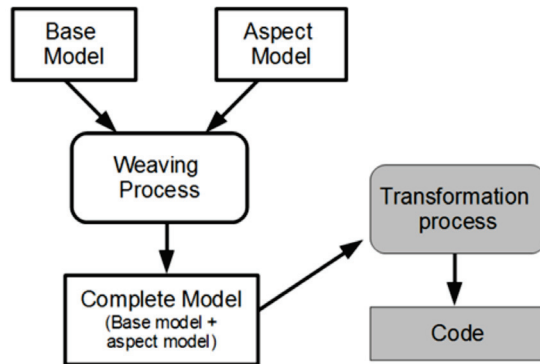 Base
Model
Aspect
Model
Weaving
Process
Transformation
process
Complete Model
(Base model +
aspect model)
Code